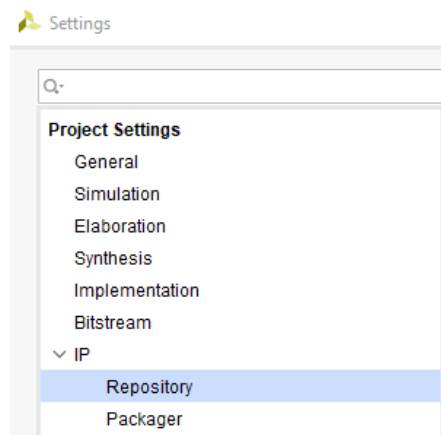 Settings
Project Settings
General
Simulation
Elaboration
Synthesis
Implementation
Bitstream
IP
Repository
Packager